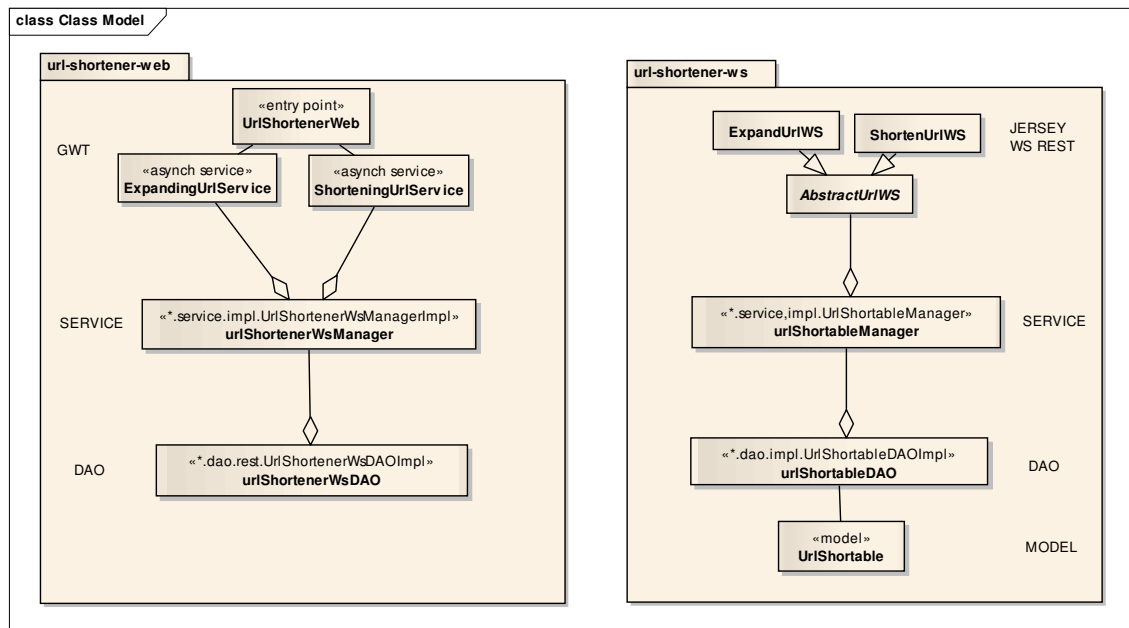 class Class Model
url-shortener-web
«entry point»
UrlShortenerWeb
GWT
«asynch service»
ExpandingUrlService
«asynch service»
ShorteningUrlService
SERVICE
«*.service.impl.UrlShortenerWsManagerImpl»
urlShortenerWsManager
DAO
«*.dao.rest.UrlShortenerWsDAOImpl»
urlShortenerWsDAO
url-shortener-ws
ExpandUrlWS
ShortenUrlWS
JERSEY
WS REST
AbstractUrlWS
«*.service,impl.UrlShortableManager»
urlShortableManager
SERVICE
«*.dao.impl.UrlShortableDAOImpl»
urlShortableDAO
DAO
«model»
UrlShortable
MODEL